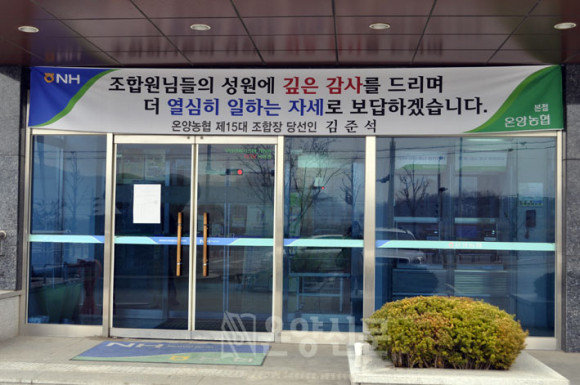 NH
조합원님들의 성원에 깊은 감사를 드리며
더 열심히 일하는 자세로 보답하겠습니다.
온양농협 제15대 조합장 당선인 김준석
본점
온양농협
NH
온양신문